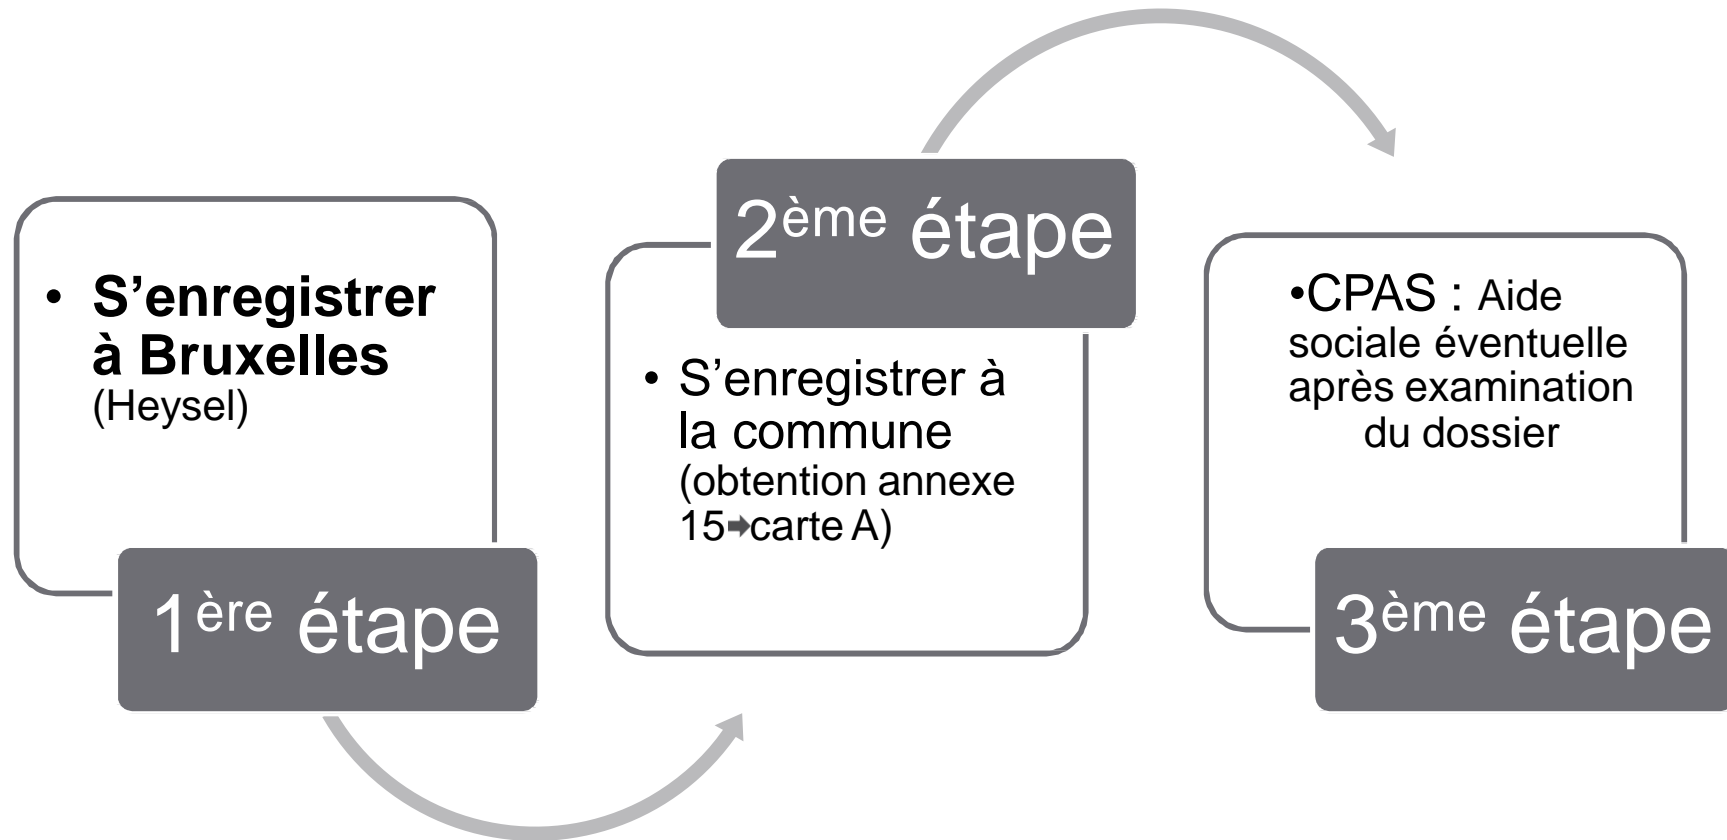 • S’enregistrer
à Bruxelles
(Heysel)
1ère étape
2ème étape
• S’enregistrer à
la commune
(obtention annexe
15➡carte A)
•CPAS : Aide
sociale éventuelle
après examination
du dossier
3ème étape